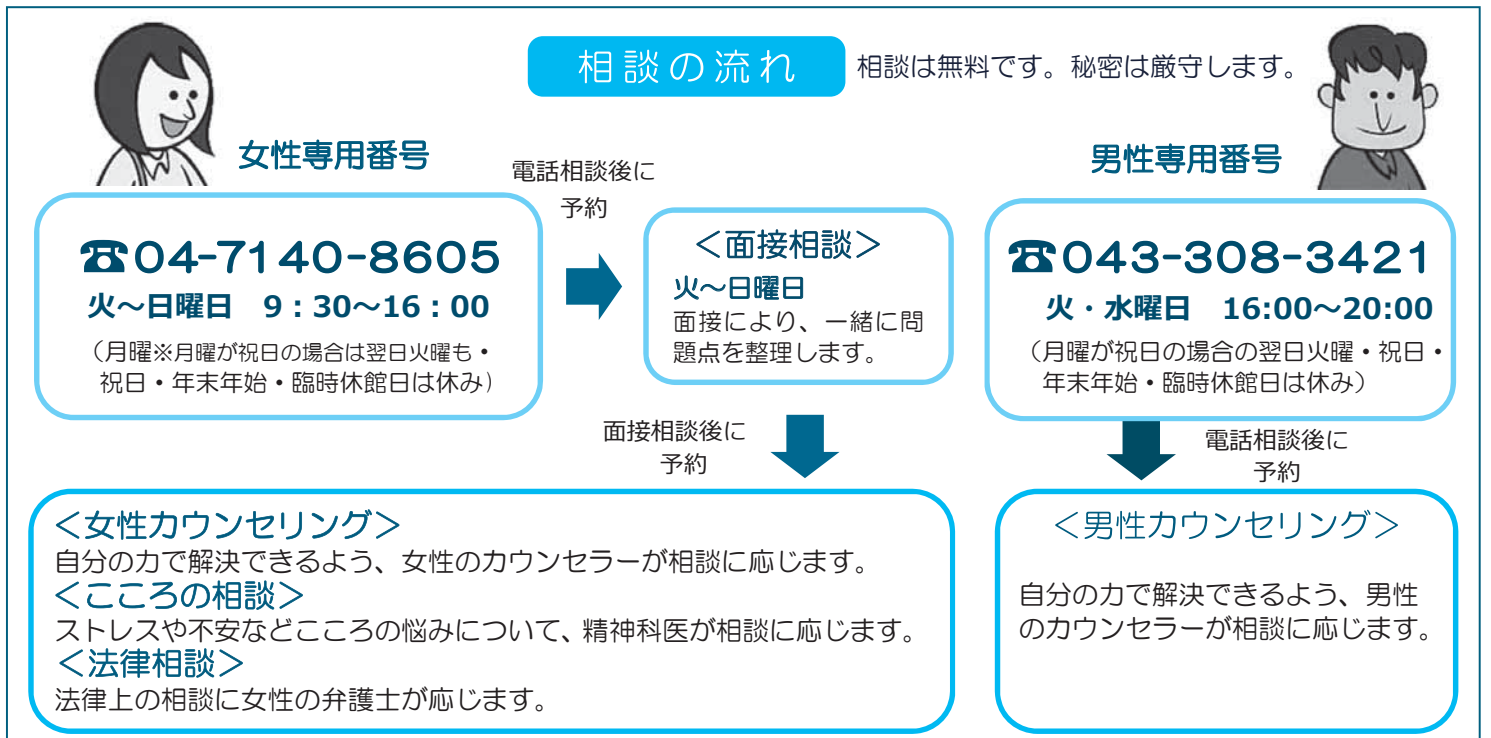 相談の流れ
相談は無料です。秘密は厳守します。
女性専用番号
☎04-7140-8605
火～日曜日 9：30～16：00
（月曜※月曜が祝日の場合は翌日火曜も・
祝日・年末年始・臨時休館日は休み）
電話相談後に
予約
＜面接相談＞
火～日曜日
面接により、一緒に問
題点を整理します。
面接相談後に
予約
＜女性カウンセリング＞
自分の力で解決できるよう、女性のカウンセラーが相談に応じます。
＜こころの相談＞
ストレスや不安などこころの悩みについて、精神科医が相談に応じます。
＜法律相談＞
法律上の相談に女性の弁護士が応じます。
男性専用番号
☎043-308-3421
火・水曜日 16:00～20:00
（月曜が祝日の場合の翌日火曜・祝日・
年末年始・臨時休館日は休み）
電話相談後に
予約
＜男性カウンセリング＞
自分の力で解決できるよう、男性
のカウンセラーが相談に応じます。